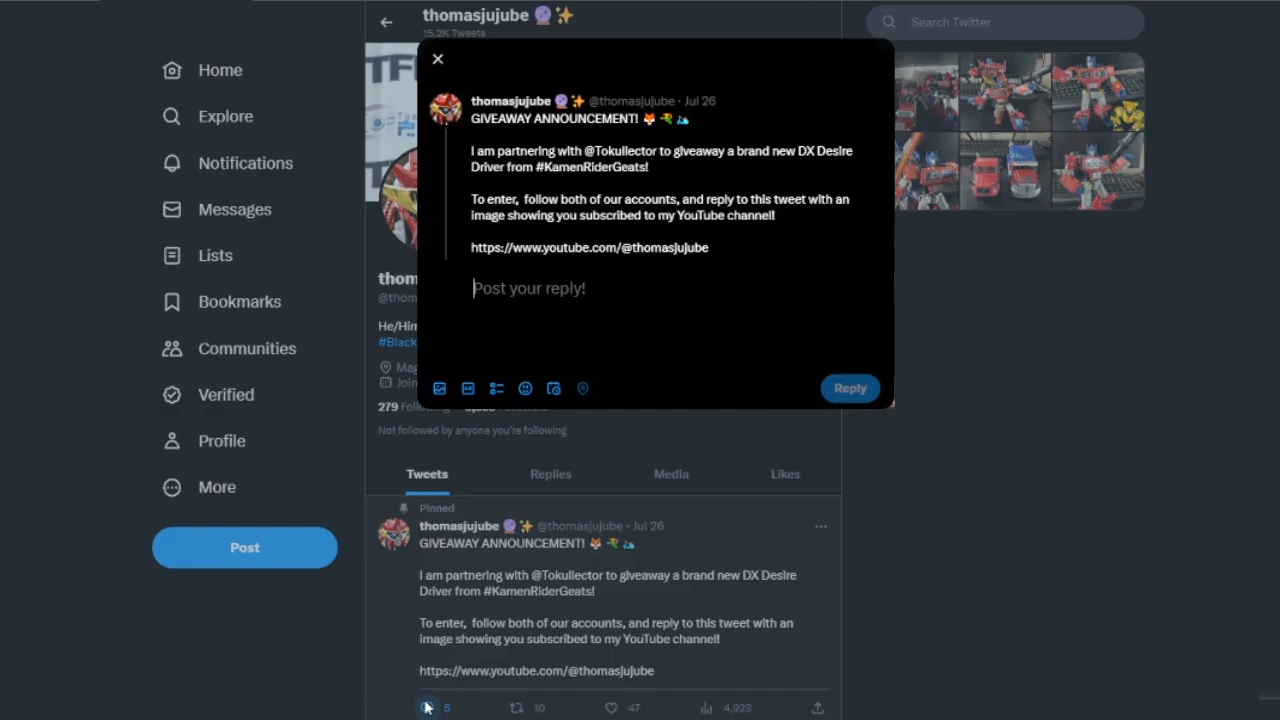 thomasjujube 🔮✨
15.2K Tweets
Search Twitter
Home
Explore
Notifications
Messages
Lists
Bookmarks
Communities
Verified
Profile
More
Post
thomasjujube 🔮✨ @thomasjujube · Jul 26
GIVEAWAY ANNOUNCEMENT! 🦊
I am partnering with @Tokullector to giveaway a brand new DX Desire
Driver from #KamenRiderGeats!
To enter, follow both of our accounts, and reply to this tweet with an
image showing you subscribed to my YouTube channel!
https://www.youtube.com/@thomasjujube
Post your reply!
Reply
thom
@thom
He/Him
#Black
Mag
Join
279 Following
Not followed by anyone you're following
Tweets
Replies
Media
Likes
Pinned
thomasjujube 🔮✨ @thomasjujube · Jul 26
GIVEAWAY ANNOUNCEMENT! 🦊
I am partnering with @Tokullector to giveaway a brand new DX Desire
Driver from #KamenRiderGeats!
To enter, follow both of our accounts, and reply to this tweet with an
image showing you subscribed to my YouTube channel!
https://www.youtube.com/@thomasjujube
5
10
47
4,923